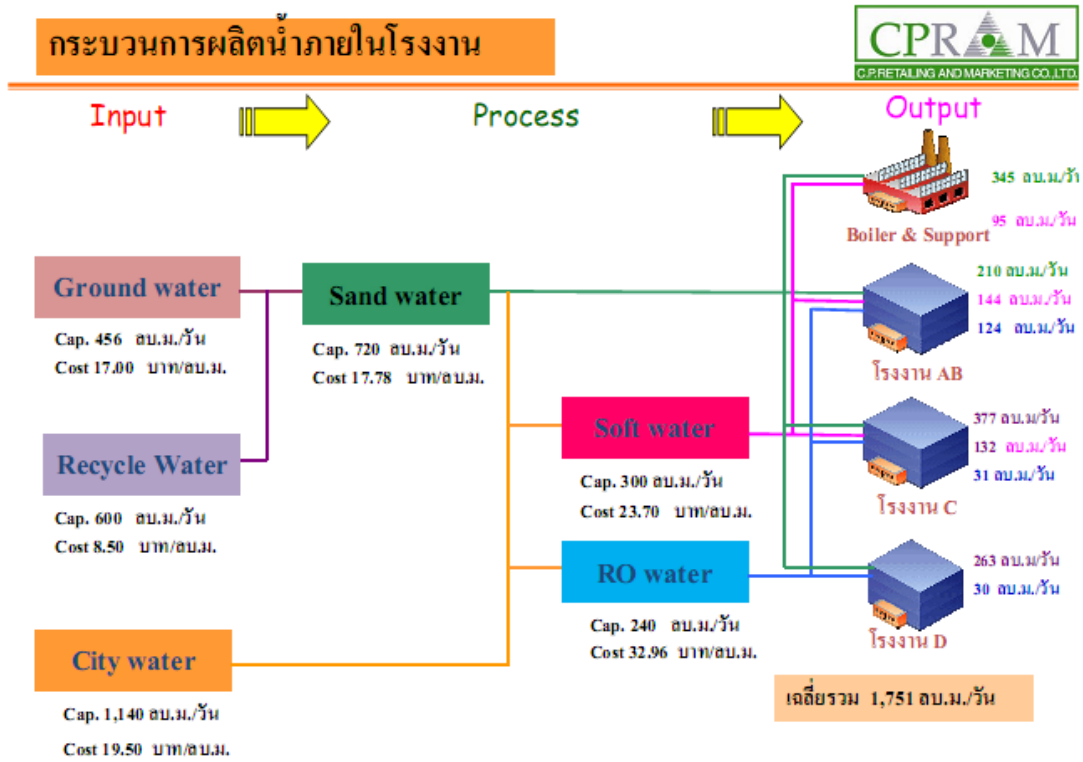 กระบวนการผลิตน้ำภายในโรงงาน
CPRAM
C.P.RETAILING AND MARKETING CO.,LTD.
Input
Process
Output
345 ลบ.ม./วัน
95 ลบ.ม./วัน
Boiler & Support
Ground water
Cap. 456 ลบ.ม./วัน
Cost 17.00 บาท/ลบ.ม.
Sand water
Cap. 720 ลบ.ม./วัน
Cost 17.78 บาท/ลบ.ม.
210 ลบ.ม./วัน
144 ลบ.ม./วัน
124 ลบ.ม./วัน
โรงงาน AB
Recycle Water
Cap. 600 ลบ.ม./วัน
Cost 8.50 บาท/ลบ.ม.
Soft water
Cap. 300 ลบ.ม./วัน
Cost 23.70 บาท/ลบ.ม.
377 ลบ.ม/วัน
132 ลบ.ม./วัน
31 ลบ.ม./วัน
โรงงาน C
RO water
Cap. 240 ลบ.ม./วัน
Cost 32.96 บาท/ลบ.ม.
263 ลบ.ม/วัน
30 ลบ.ม./วัน
โรงงาน D
City water
Cap. 1,140 ลบ.ม./วัน
Cost 19.50 บาท/ลบ.ม.
เฉลี่ยรวม 1,751 ลบ.ม./วัน